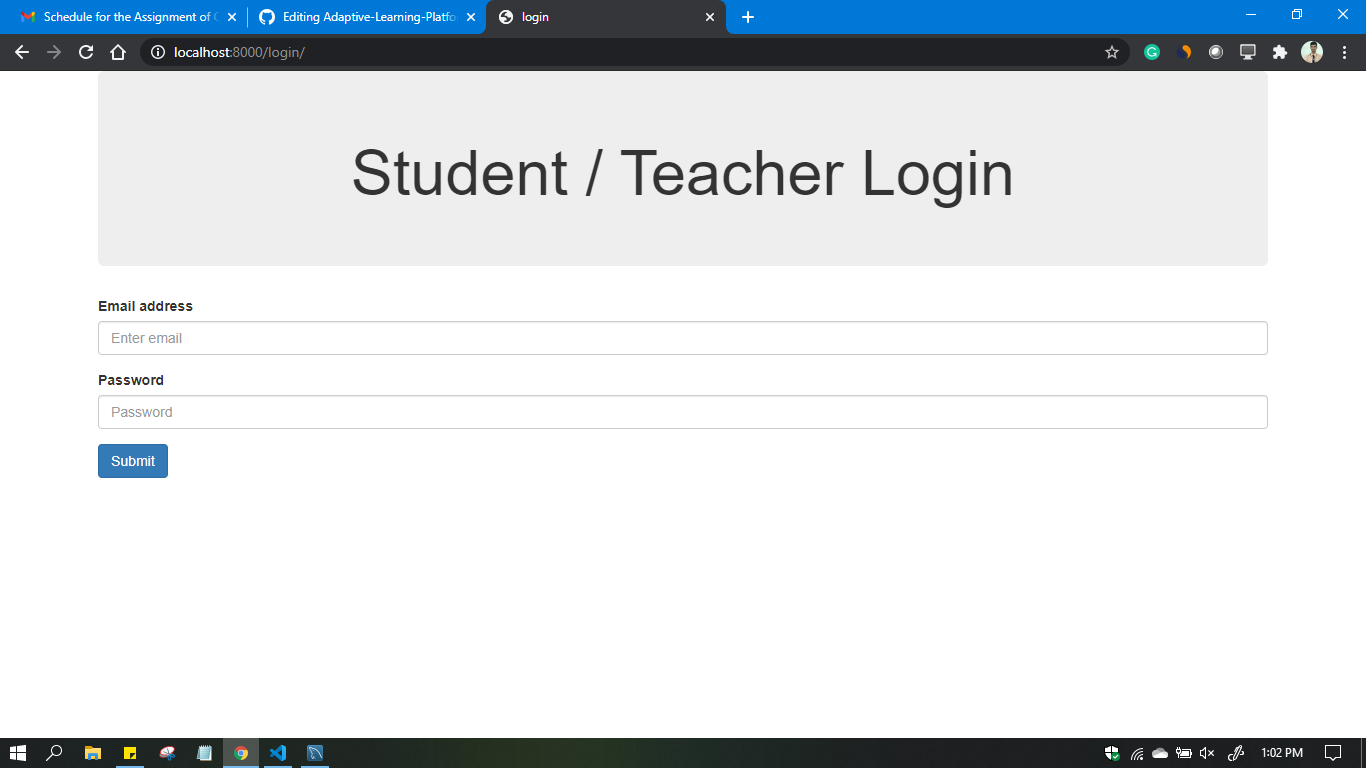 Schedule for the Assignment of
Editing Adaptive-Learning-Platfo
login
localhost:8000/login/
Student / Teacher Login
Email address
Enter email
Password
Password
Submit
1:02 PM